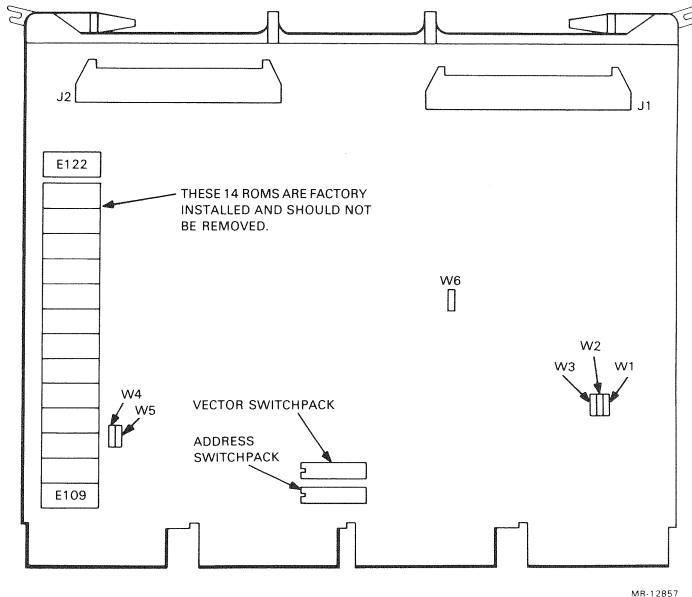 J2
J1
E122
THESE 14 ROMS ARE FACTORY
INSTALLED AND SHOULD NOT
BE REMOVED.
W6
W2
W3
W1
W4
W5
VECTOR SWITCHPACK
ADDRESS
SWITCHPACK
E109
MR-12857